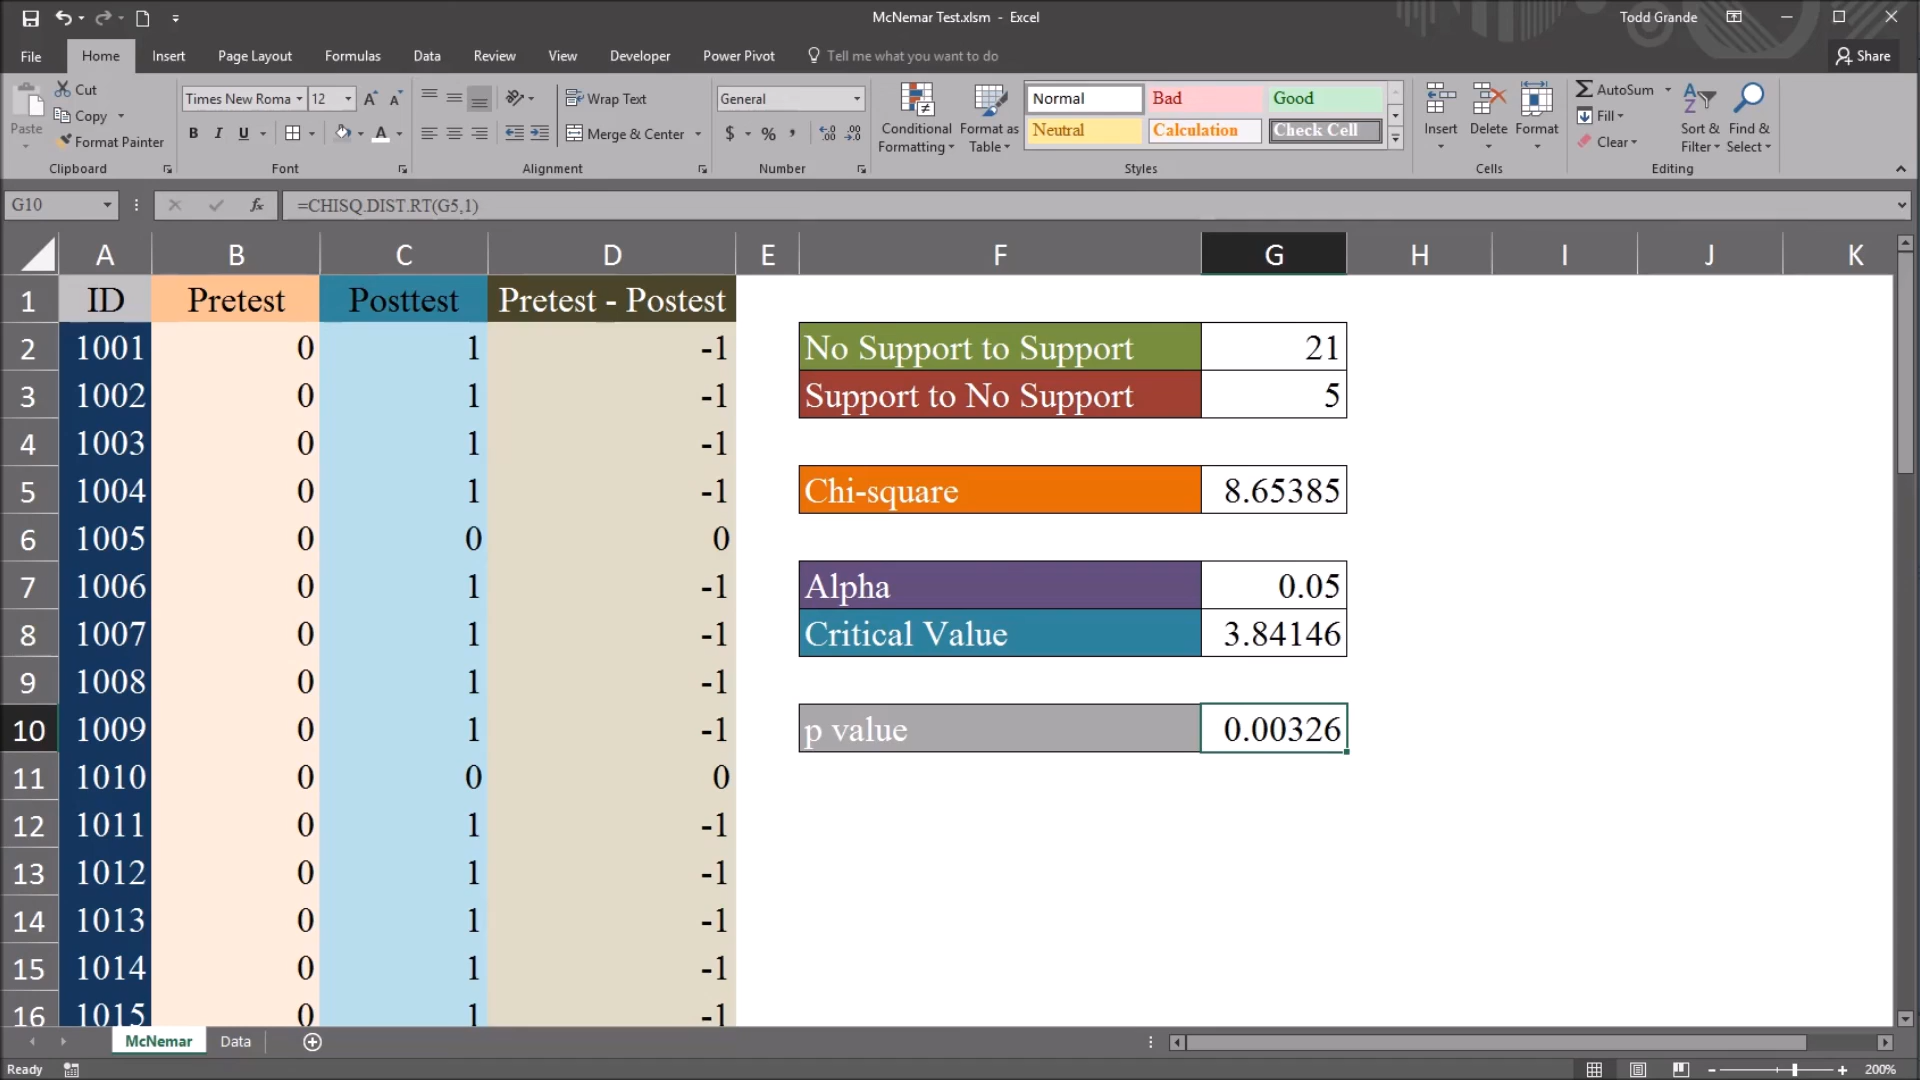 McNemar Test.xlsm - Excel
Todd Grande
File Home Insert Page Layout Formulas Data Review View Developer Power Pivot Tell me what you want to do
Share
Paste
Cut
Copy
Format Painter
Clipboard
Times New Roma 12
B I U
Font
Wrap Text
Merge & Center
Alignment
General
$ % ,
Number
Conditional Formatting
Format as Table
Normal Bad Good
Neutral Calculation Check Cell
Styles
Insert Delete Format
Cells
AutoSum
Fill
Clear
Sort & Filter
Find & Select
Editing
G10 fx =CHISQ.DIST.RT(G5,1)
A B C D E F G H I J K
1 ID Pretest Posttest Pretest - Postest
2 1001 0 1 -1 No Support to Support 21
3 1002 0 1 -1 Support to No Support 5
4 1003 0 1 -1
5 1004 0 1 -1 Chi-square 8.65385
6 1005 0 0 0
7 1006 0 1 -1 Alpha 0.05
8 1007 0 1 -1 Critical Value 3.84146
9 1008 0 1 -1
10 1009 0 1 -1 p value 0.00326
11 1010 0 0 0
12 1011 0 1 -1
13 1012 0 1 -1
14 1013 0 1 -1
15 1014 0 1 -1
16 1015 0 1 -1
McNemar Data
Ready
200%